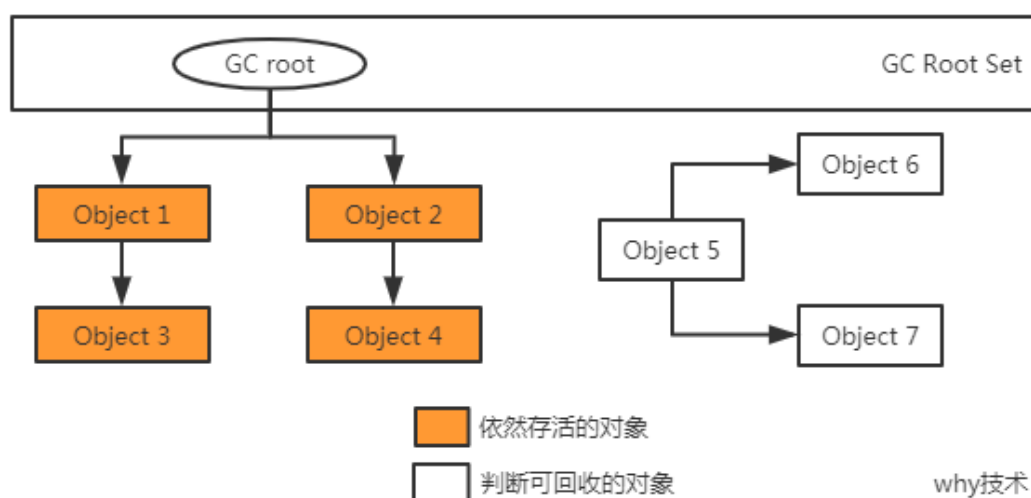 GC root
GC Root Set
Object 1
Object 2
Object 6
Object 5
Object 3
Object 4
Object 7
依然存活的对象
判断可回收的对象
why技术